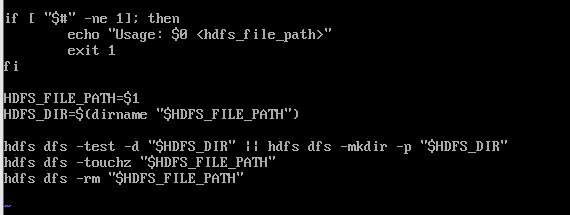 if [ "$#" -ne 1]; then
        echo "Usage: $0 <hdfs_file_path>"
        exit 1
fi
HDFS_FILE_PATH=$1
HDFS_DIR=$(dirname "$HDFS_FILE_PATH")
hdfs dfs -test -d "$HDFS_DIR" || hdfs dfs -mkdir -p "$HDFS_DIR"
hdfs dfs -touchz "$HDFS_FILE_PATH"
hdfs dfs -rm "$HDFS_FILE_PATH"
~